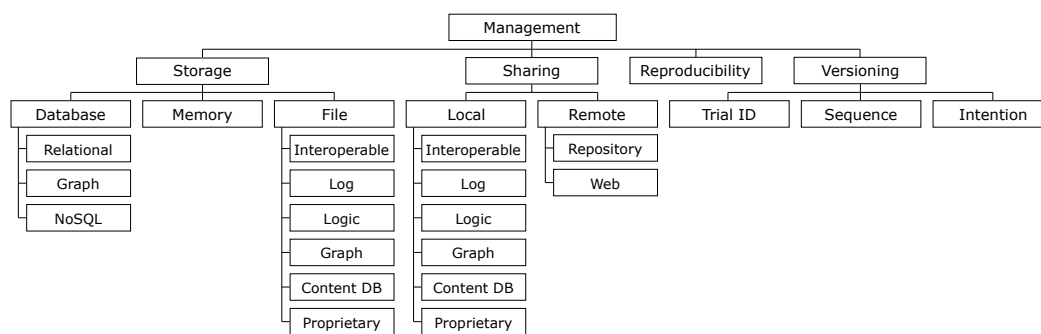 Management
Storage Sharing Reproducibility Versioning
Database Memory File Local Remote Trial ID Sequence Intention
Relational Interoperable Interoperable Repository
Graph Log Log Web
NoSQL Logic Logic
Graph Graph
Content DB Content DB
Proprietary Proprietary